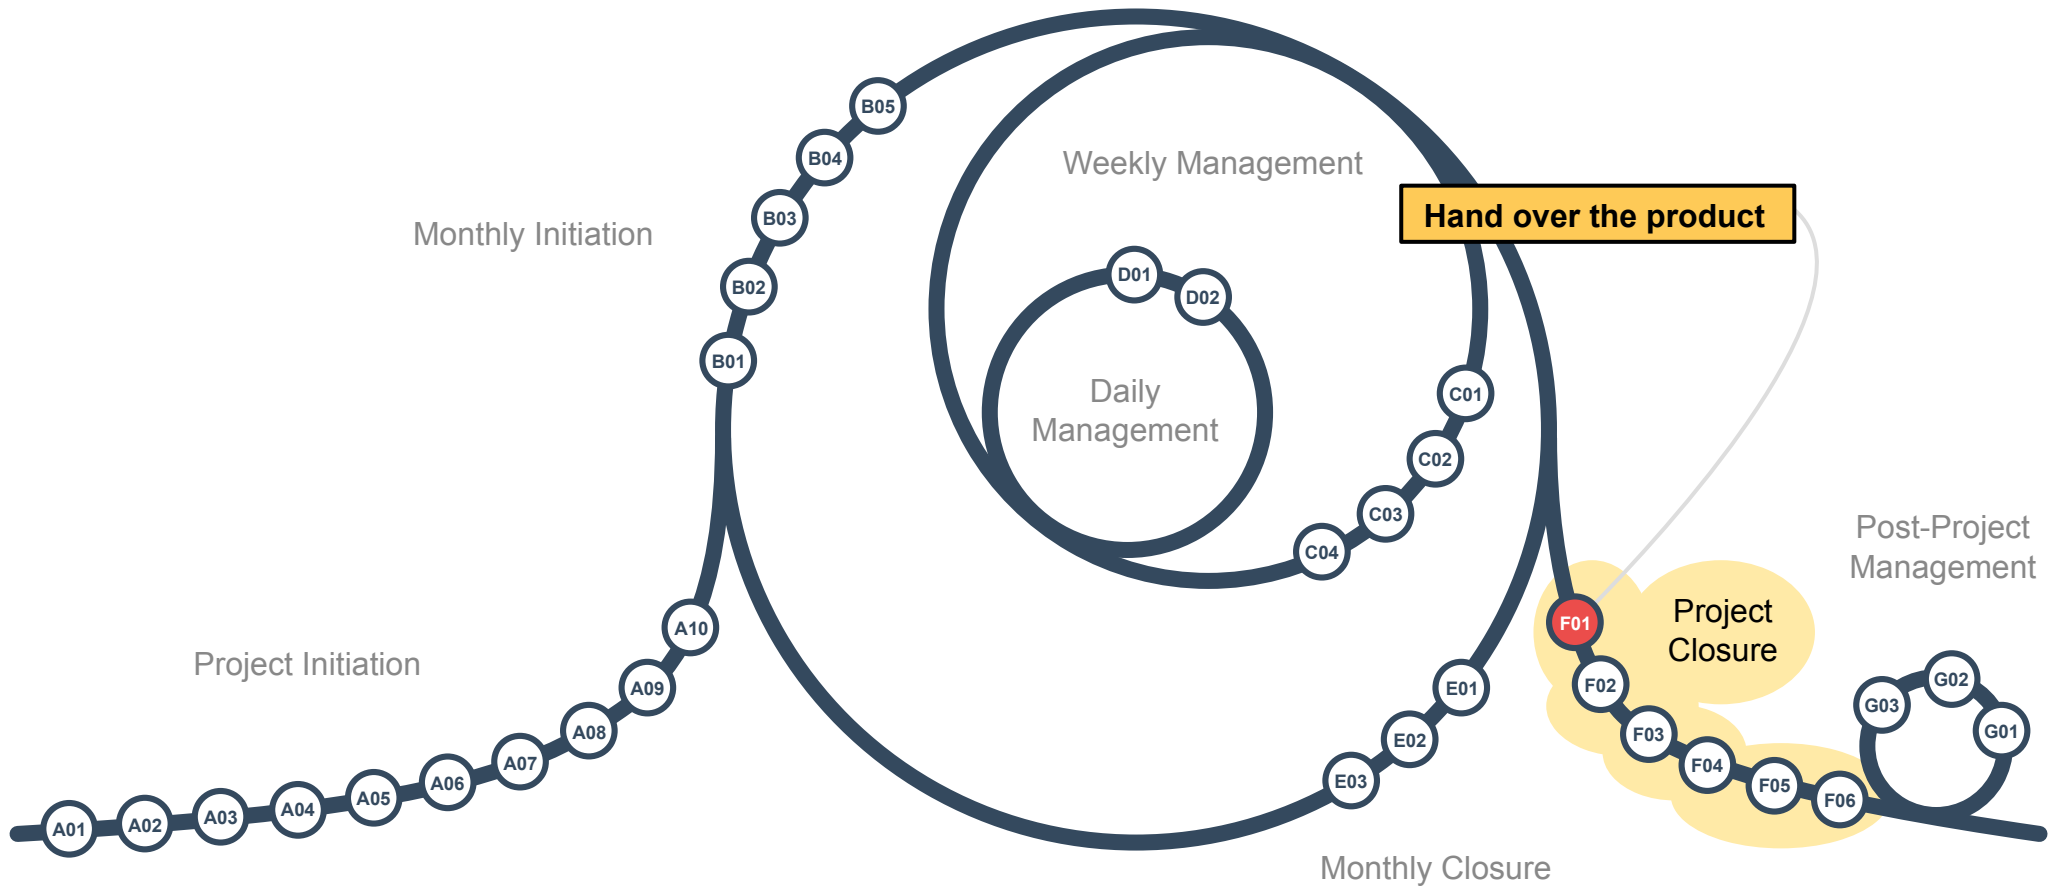 B05
B04
Weekly Management
B03
Hand over the product
Monthly Initiation
D01
B02
D02
B01
Daily
Management
C01
C02
C03
Post-Project
Management
C04
Project
Closure
F01
A10
Project Initiation
A09
E01
F02
G02
G03
G01
A08
E02
F03
A07
F04
A06
E03
F05
A05
F06
A04
A03
A02
A01
Monthly Closure